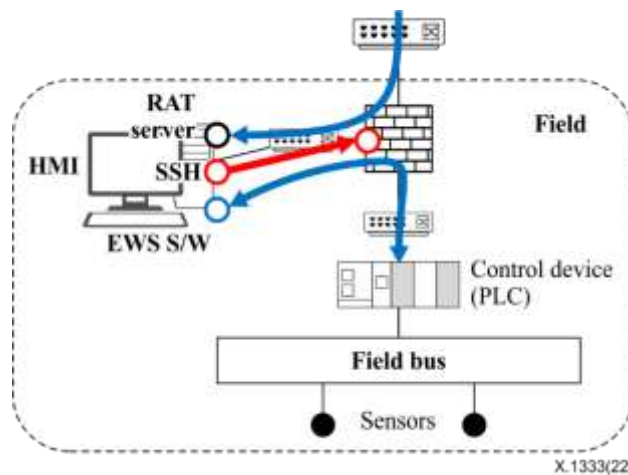 RAT
server
Field
HMI
SSH
EWS S/W
Control device
(PLC)
Field bus
Sensors
X.1333(22